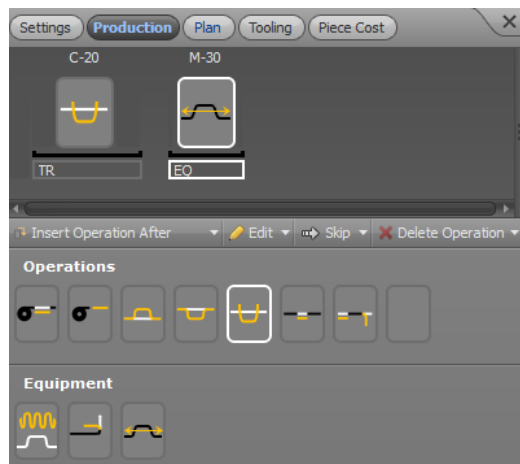 Settings Production Plan Tooling Piece Cost
C-20 M-30
TR EQ
Insert Operation After Edit Skip Delete Operation
Operations
Equipment